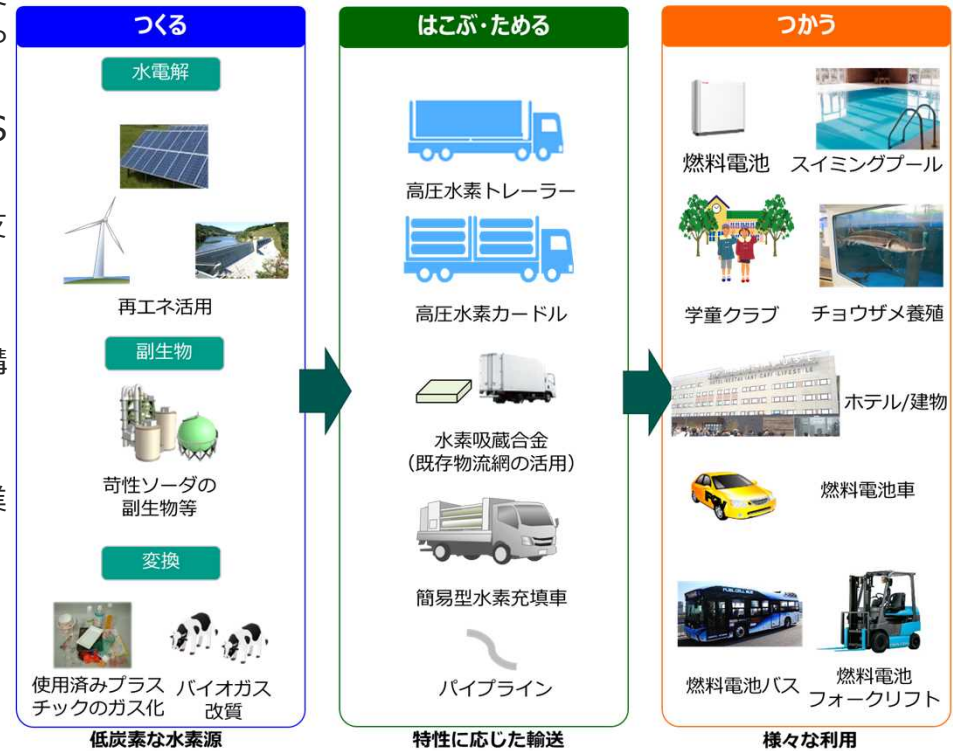 つくる
水電解
再エネ活用
副生物
苛性ソーダの
副生物等
変換
使用済みプラス
チックのガス化
バイオガス
改質
低炭素な水素源
はこぶ・ためる
高圧水素トレーラー
高圧水素カードル
水素吸蔵合金
（既存物流網の活用）
簡易型水素充填車
パイプライン
特性に応じた輸送
つかう
燃料電池
スイミングプール
学童クラブ
チョウザメ養殖
ホテル/建物
燃料電池車
FCV
燃料電池バス
FUEL CELL BUS
燃料電池
フォークリフト
様々な利用